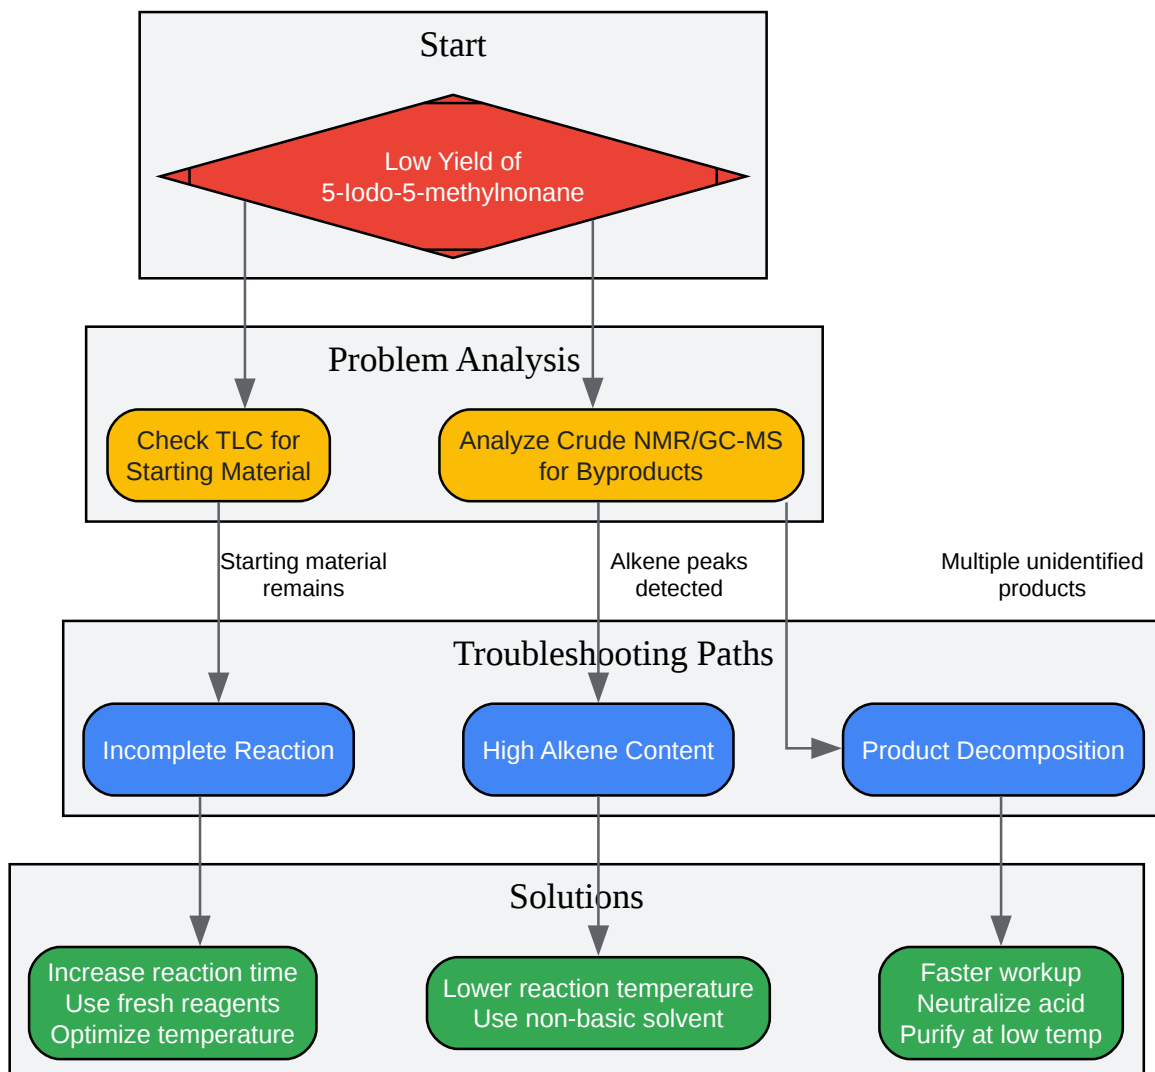 Start
Low Yield of
5-Iodo-5-methylnonane
Problem Analysis
Check TLC for
Starting Material
Analyze Crude NMR/GC-MS
for Byproducts
Starting material
remains
Alkene peaks
detected
Multiple unidentified
products
Troubleshooting Paths
Incomplete Reaction
High Alkene Content
Product Decomposition
Solutions
Increase reaction time
Use fresh reagents
Optimize temperature
Lower reaction temperature
Use non-basic solvent
Faster workup
Neutralize acid
Purify at low temp